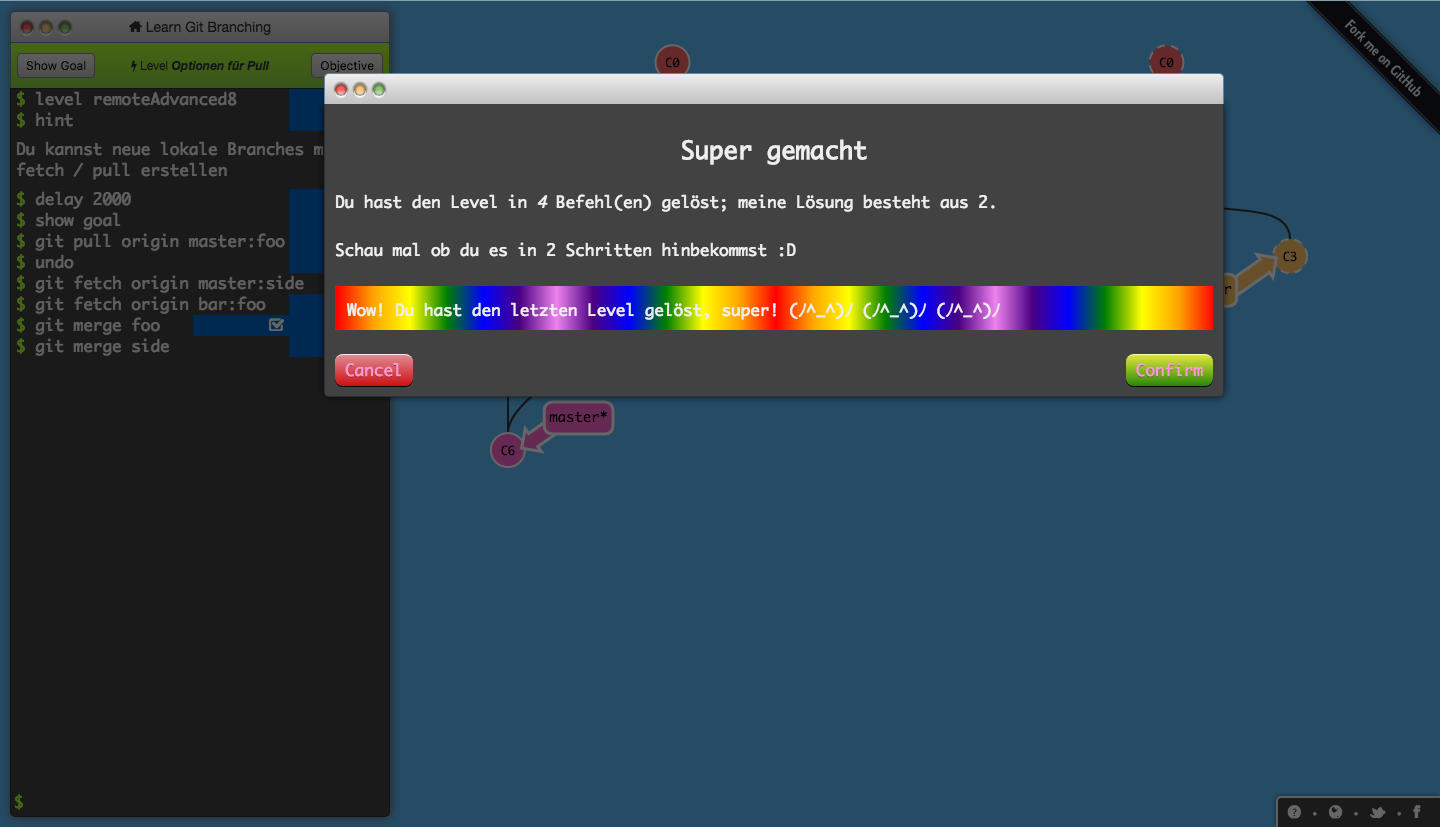 Learn Git Branching
Show Goal
Level Optionen für Pull
Objective
$ level remoteAdvanced8
$ hint
Du kannst neue lokale Branches
fetch / pull erstellen
$ delay 2000
$ show goal
$ git pull origin master:foo
$ undo
$ git fetch origin master:side
$ git fetch origin bar:foo
$ git merge foo
$ git merge side
$
C0
C0
Fork me on GitHub
Super gemacht
Du hast den Level in 4 Befehl(en) gelöst; meine Lösung besteht aus 2.
Schau mal ob du es in 2 Schritten hinbekommst :D
Wow! Du hast den letzten Level gelöst, super! (ﾉ^_^)ﾉ (ﾉ^_^)ﾉ (ﾉ^_^)ﾉ
Cancel
Confirm
C3
master*
C6